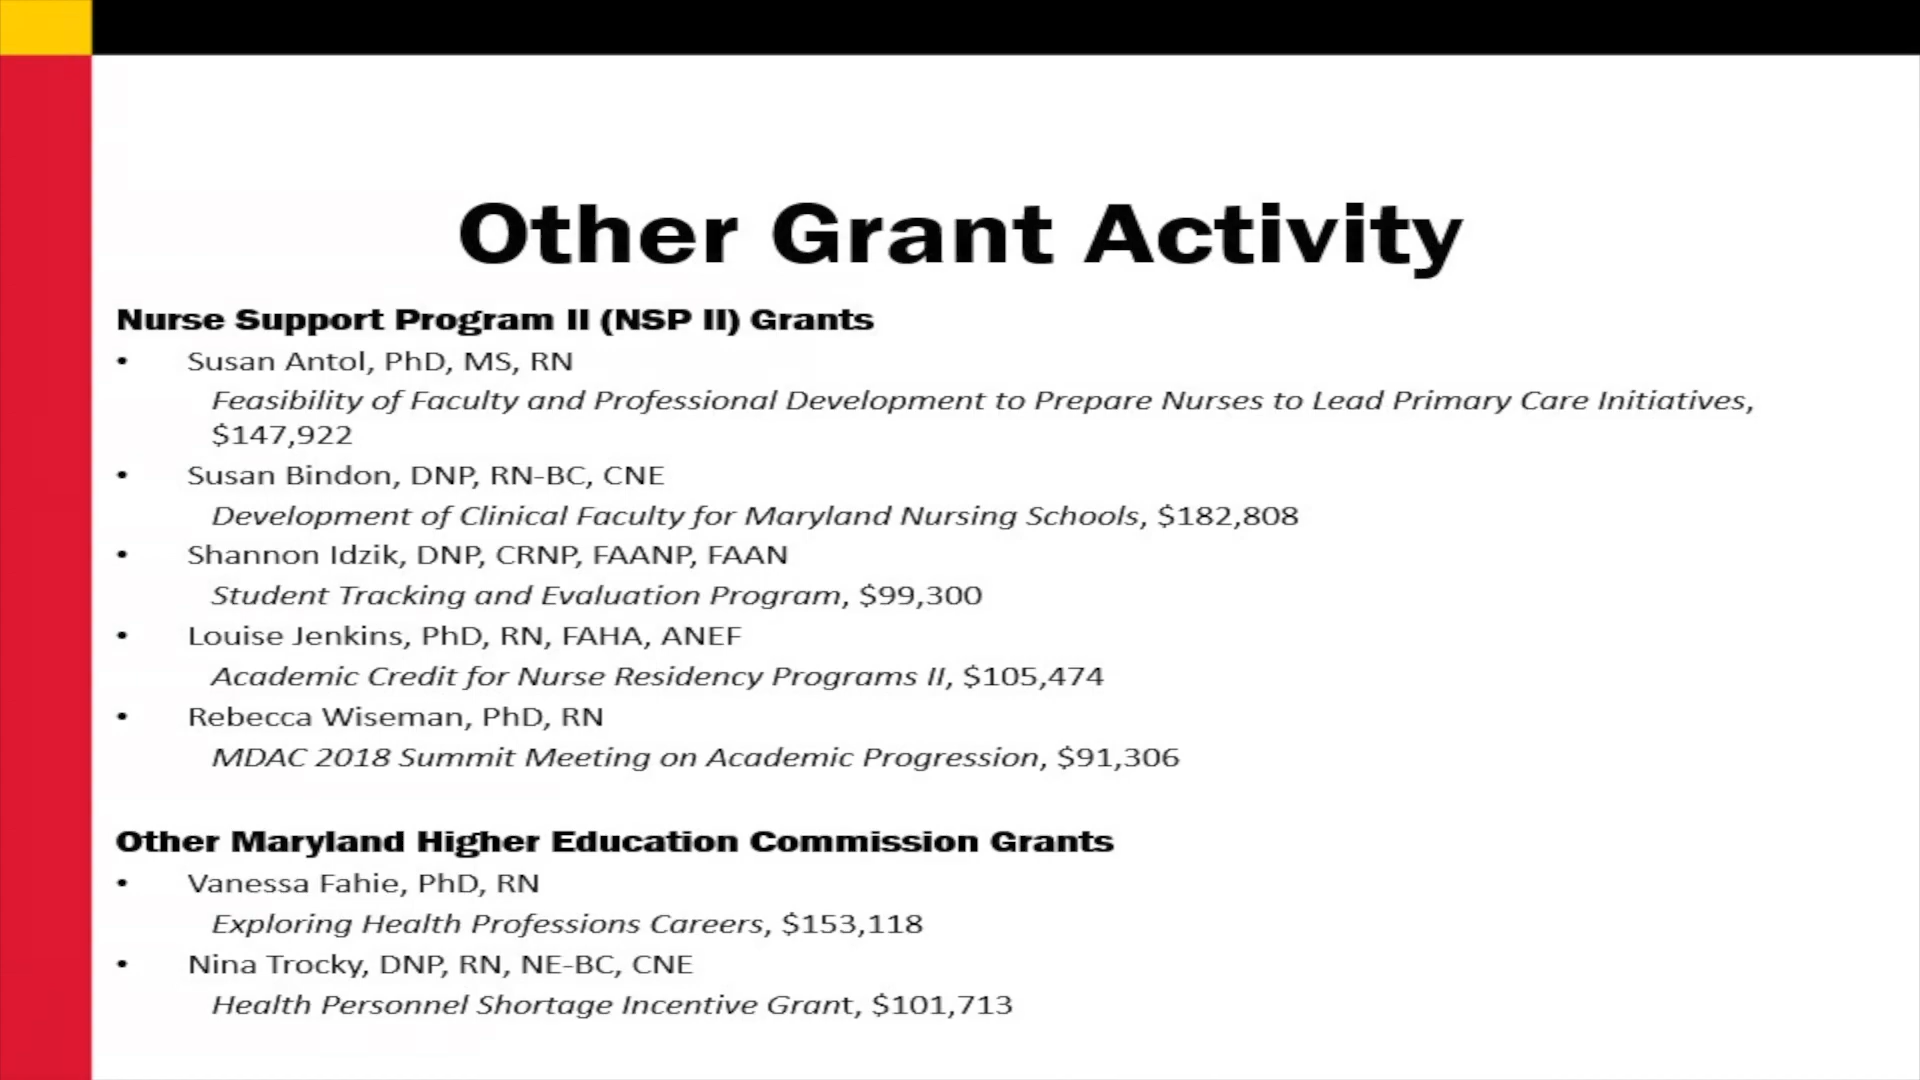 Other Grant Activity
Nurse Support Program II (NSP II) Grants
• Susan Antol, PhD, MS, RN
Feasibility of Faculty and Professional Development to Prepare Nurses to Lead Primary Care Initiatives,
$147,922
• Susan Bindon, DNP, RN-BC, CNE
Development of Clinical Faculty for Maryland Nursing Schools, $182,808
• Shannon Idzik, DNP, CRNP, FAANP, FAAN
Student Tracking and Evaluation Program, $99,300
• Louise Jenkins, PhD, RN, FAHA, ANEF
Academic Credit for Nurse Residency Programs II, $105,474
• Rebecca Wiseman, PhD, RN
MDAC 2018 Summit Meeting on Academic Progression, $91,306
Other Maryland Higher Education Commission Grants
• Vanessa Fahie, PhD, RN
Exploring Health Professions Careers, $153,118
• Nina Trocky, DNP, RN, NE-BC, CNE
Health Personnel Shortage Incentive Grant, $101,713